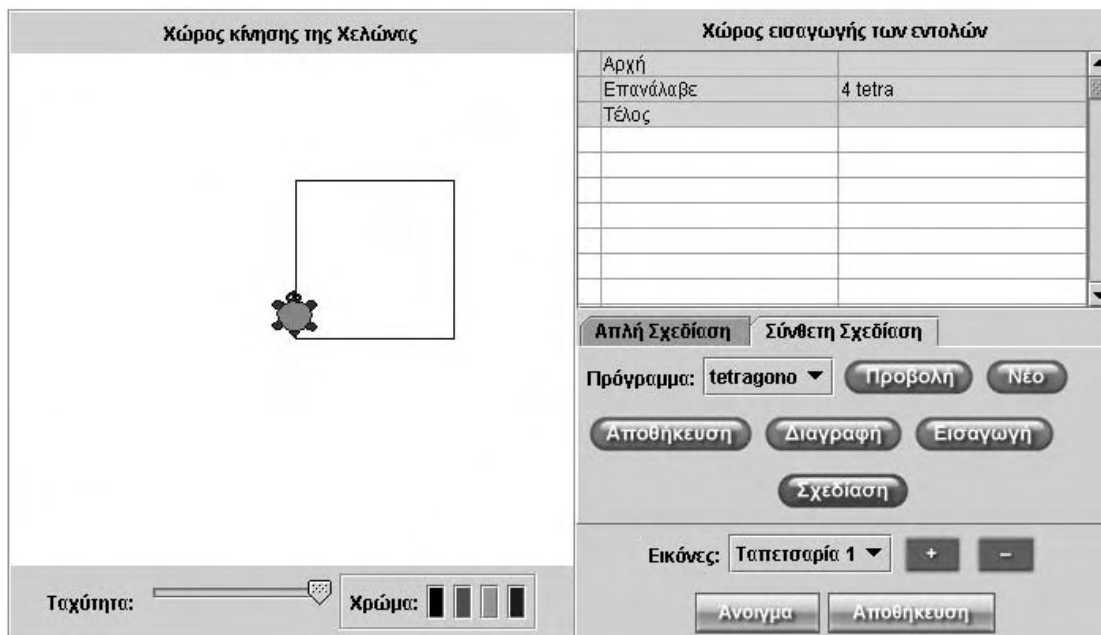 Χώρος κίνησης της Χελώνας
Χώρος εισαγωγής των εντολών
Αρχή
Επανάλαβε 4 tetra
Τέλος
Απλή Σχεδίαση Σύνθετη Σχεδίαση
Πρόγραμμα: tetragono Προβολή Νέο
Αποθήκευση Διαγραφή Εισαγωγή
Σχεδίαση
Εικόνες: Ταπετσαρία 1 + -
Ταχύτητα: Χρώμα:
Άνοιγμα Αποθήκευση